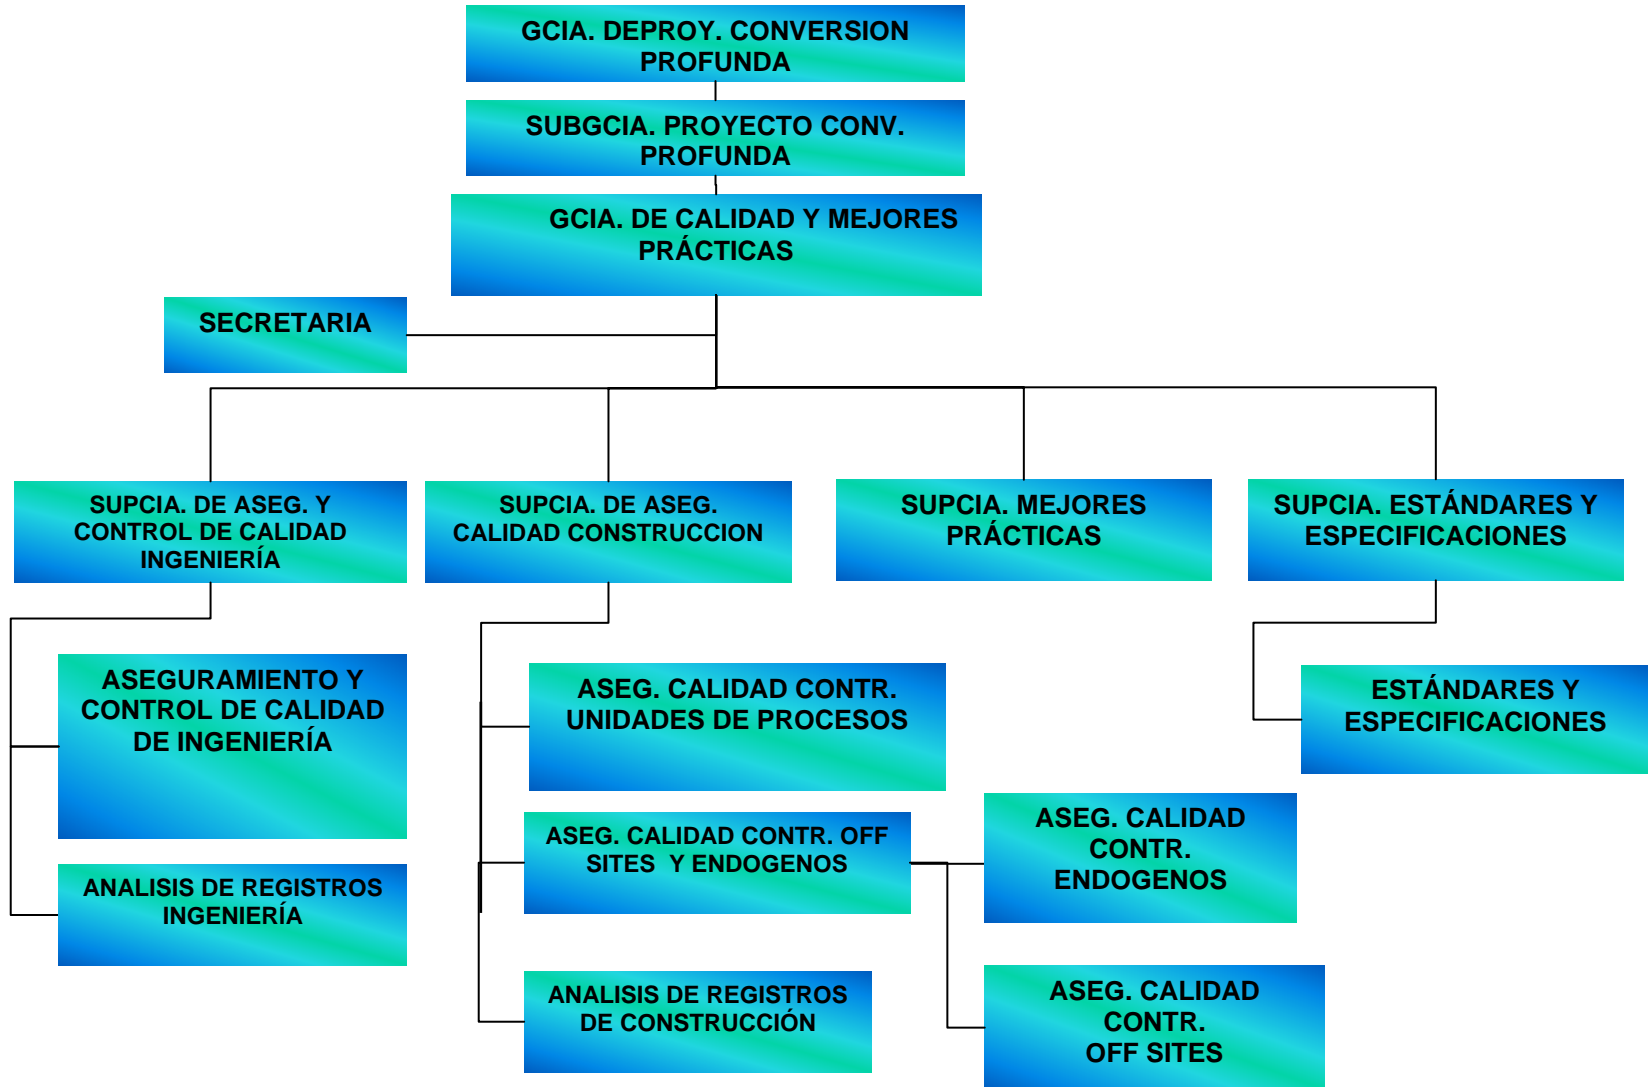 GCIA. DEPROY. CONVERSION
PROFUNDA
SUBGCIA. PROYECTO CONV.
PROFUNDA
GCIA. DE CALIDAD Y MEJORES
PRÁCTICAS
SECRETARIA
SUPCIA. DE ASEG. Y
CONTROL DE CALIDAD
INGENIERÍA
SUPCIA. DE ASEG.
CALIDAD CONSTRUCCION
SUPCIA. MEJORES
PRÁCTICAS
SUPCIA. ESTÁNDARES Y
ESPECIFICACIONES
ASEGURAMIENTO Y
CONTROL DE CALIDAD
DE INGENIERÍA
ASEG. CALIDAD CONTR.
UNIDADES DE PROCESOS
ESTÁNDARES Y
ESPECIFICACIONES
ANALISIS DE REGISTROS
INGENIERÍA
ASEG. CALIDAD CONTR. OFF
SITES Y ENDOGENOS
ASEG. CALIDAD
CONTR.
ENDOGENOS
ANALISIS DE REGISTROS
DE CONSTRUCCIÓN
ASEG. CALIDAD
CONTR.
OFF SITES